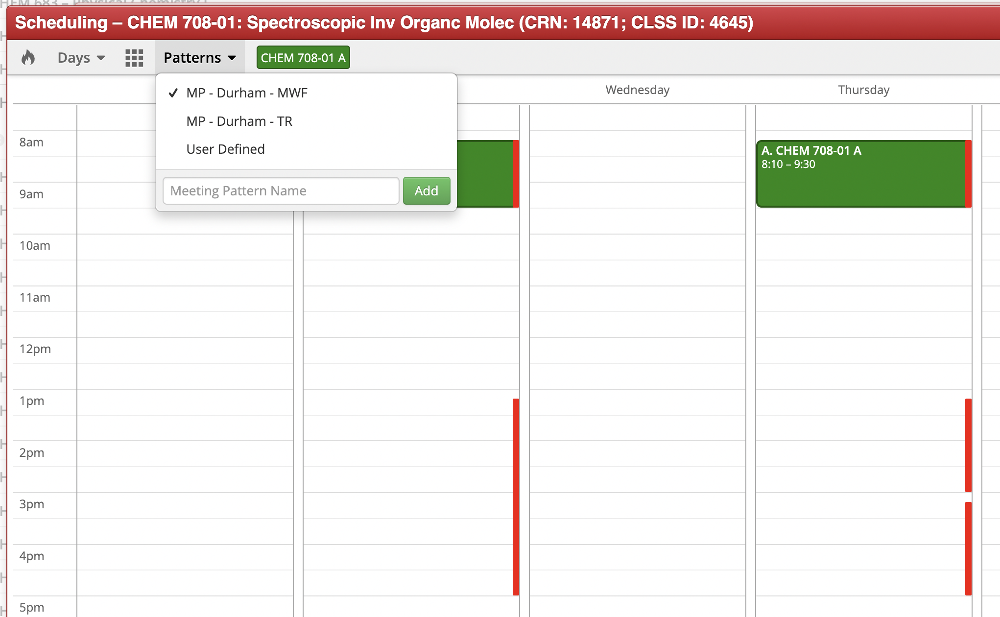 Scheduling – CHEM 708-01: Spectroscopic Inv Organc Molec (CRN: 14871; CLSS ID: 4645)
Days
Patterns
CHEM 708-01 A
MP - Durham - MWF
MP - Durham - TR
User Defined
Meeting Pattern Name
Add
Wednesday
Thursday
8am
A. CHEM 708-01 A
8:10 – 9:30
9am
10am
11am
12pm
1pm
2pm
3pm
4pm
5pm